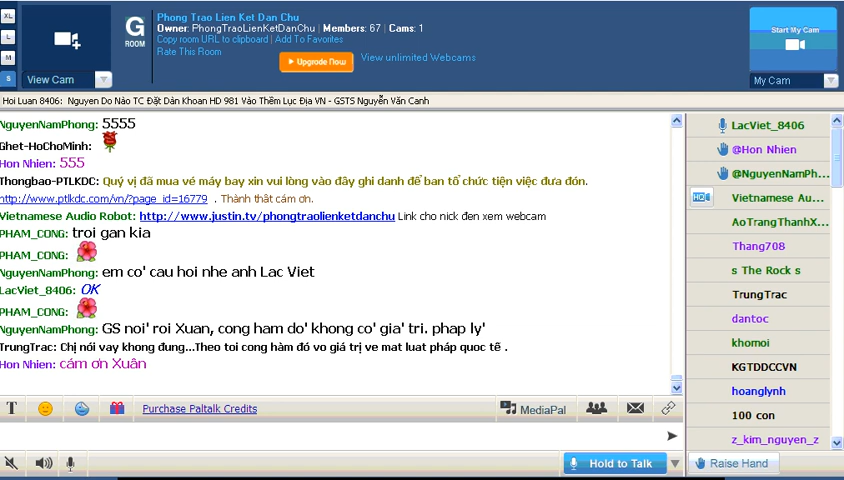 XL
L
M
S
View Cam
G
ROOM
Phong Trao Lien Ket Dan Chu
Owner: PhongTraoLienKetDanChu | Members: 67 | Cams: 1
Copy room URL to clipboard | Add To Favorites
Rate This Room
Upgrade Now
View unlimited Webcams
Start My Cam
My Cam
Hoi Luan 8406: Nguyen Do Nào TC Đặt Dàn Khoan HD 981 Vào Thềm Lục Địa VN - GSTS Nguyễn Văn Canh
NguyenNamPhong: 5555
Ghet-HoChoMinh:
Hon Nhien: 555
Thongbao-PTLKDC: Quý vị đã mua vé máy bay xin vui lòng vào đây ghi danh để ban tổ chức tiện việc đưa đón.
http://www.ptlkdc.com/vn/?page_id=16779 . Thành thật cám ơn.
Vietnamese Audio Robot: http://www.justin.tv/phongtraolienketdanchu Link cho nick đen xem webcam
PHAM_CONG: troi gan kia
PHAM_CONG:
NguyenNamPhong: em co' cau hoi nhe anh Lac Viet
LacViet_8406: OK
PHAM_CONG:
NguyenNamPhong: GS noi' roi Xuan, cong ham do' khong co' gia' tri. phap ly'
TrungTrac: Chị nói vay khong đung...Theo toi cong hàm đó vo giá trị ve mat luat pháp quoc tế .
Hon Nhien: cám ơn Xuân
LacViet_8406
@Hon Nhien
@NguyenNamPh...
HQ
Vietnamese Au...
AoTrangThanhX...
Thang708
s The Rock s
TrungTrac
dantoc
khomoi
KGTDDCCVN
hoanglynh
100 con
z_kim_nguyen_z
T
Purchase Paltalk Credits
MediaPal
Hold to Talk
Raise Hand